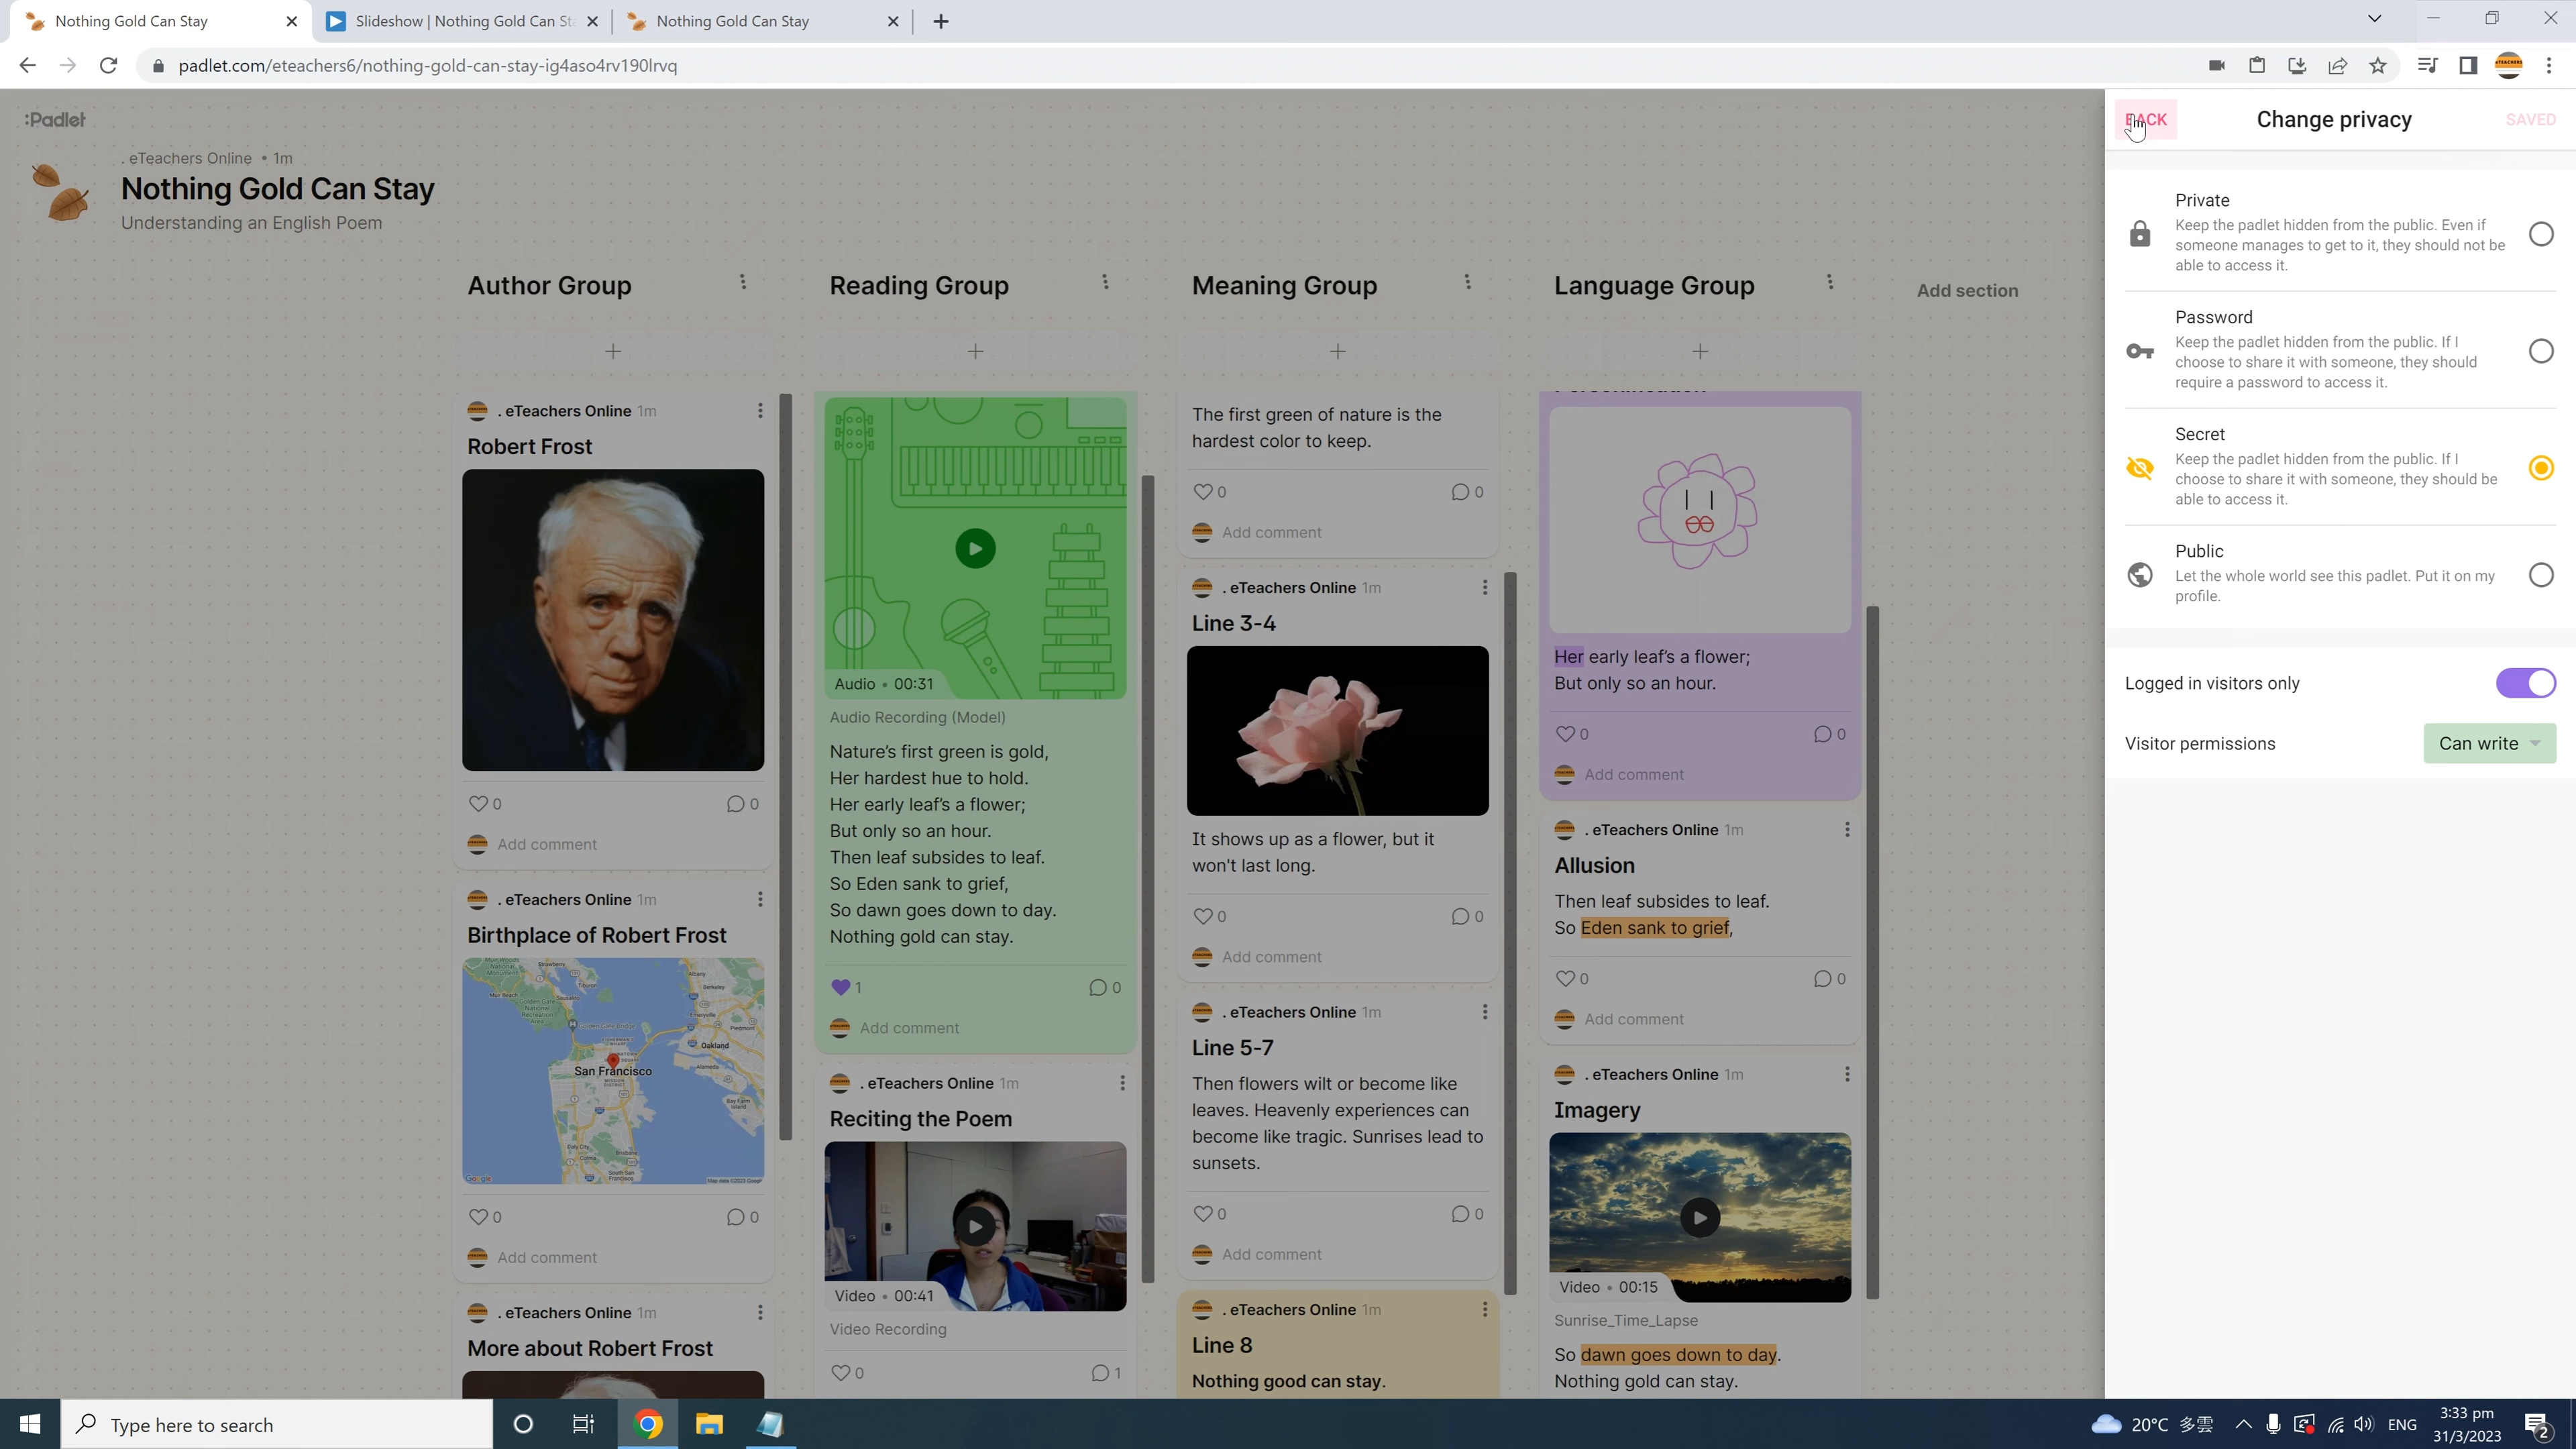 Nothing Gold Can Stay
Slideshow | Nothing Gold Can Sta
Nothing Gold Can Stay
padlet.com/eteachers6/nothing-gold-can-stay-ig4aso4rv190lrvq
:Padlet
. eTeachers Online • 1m
Nothing Gold Can Stay
Understanding an English Poem
Author Group
Reading Group
Meaning Group
Language Group
Add section
. eTeachers Online 1m
Robert Frost
0 0
Add comment
. eTeachers Online 1m
Birthplace of Robert Frost
San Francisco
Oakland
Berkeley
Alameda
Daly City
Google
0 0
Add comment
. eTeachers Online 1m
More about Robert Frost
Audio • 00:31
Audio Recording (Model)
Nature's first green is gold,
Her hardest hue to hold.
Her early leaf's a flower;
But only so an hour.
Then leaf subsides to leaf.
So Eden sank to grief,
So dawn goes down to day.
Nothing gold can stay.
1 0
Add comment
. eTeachers Online 1m
Reciting the Poem
Video • 00:41
Video Recording
0 1
The first green of nature is the
hardest color to keep.
0 0
Add comment
. eTeachers Online 1m
Line 3-4
It shows up as a flower, but it
won't last long.
0 0
Add comment
. eTeachers Online 1m
Line 5-7
Then flowers wilt or become like
leaves. Heavenly experiences can
become like tragic. Sunrises lead to
sunsets.
0 0
Add comment
. eTeachers Online 1m
Line 8
Nothing good can stay.
Her early leaf's a flower;
But only so an hour.
0 0
Add comment
. eTeachers Online 1m
Allusion
Then leaf subsides to leaf.
So Eden sank to grief,
0 0
Add comment
. eTeachers Online 1m
Imagery
Video • 00:15
Sunrise_Time_Lapse
So dawn goes down to day.
Nothing gold can stay.
BACK
Change privacy
SAVED
Private
Keep the padlet hidden from the public. Even if
someone manages to get to it, they should not be
able to access it.
Password
Keep the padlet hidden from the public. If I
choose to share it with someone, they should
require a password to access it.
Secret
Keep the padlet hidden from the public. If I
choose to share it with someone, they should be
able to access it.
Public
Let the whole world see this padlet. Put it on my
profile.
Logged in visitors only
Visitor permissions
Can write
Type here to search
20°C 多雲
ENG
3:33 pm
31/3/2023
2